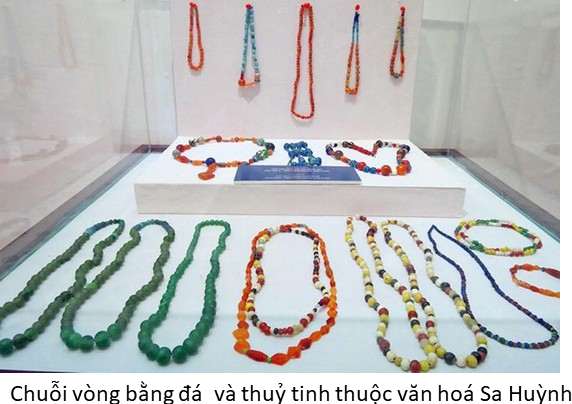 Chuỗi vòng bằng đá và thuỷ tinh thuộc văn hoá Sa Huỳnh